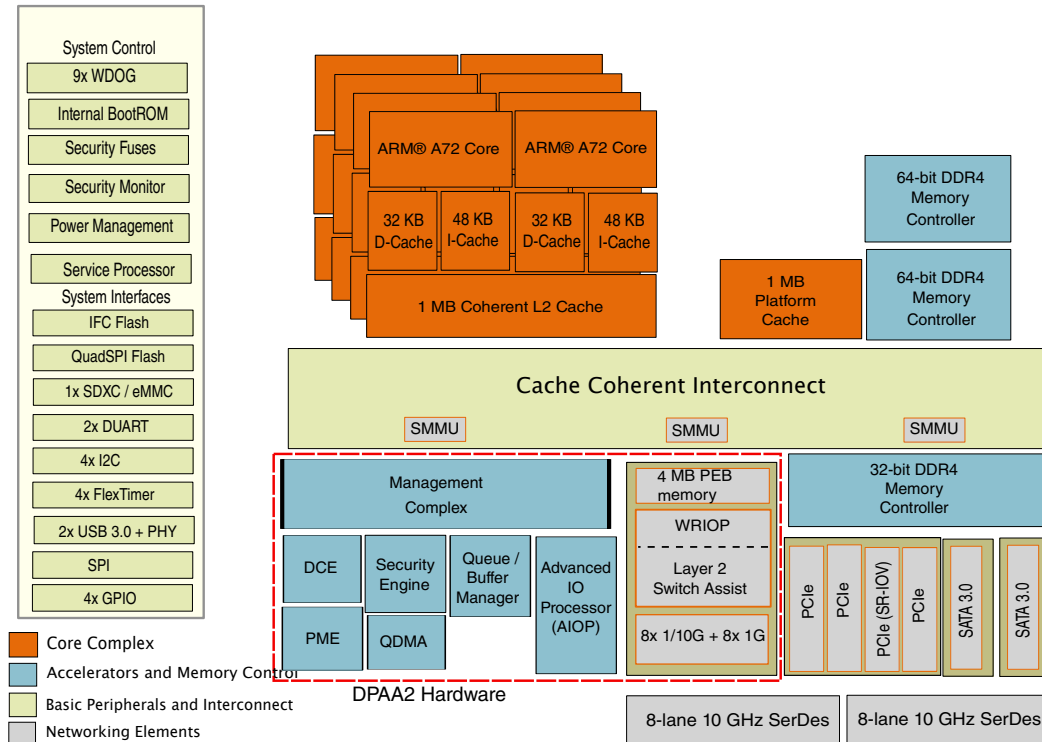 System Control
9x WDOG
Internal BootROM
Security Fuses
Security Monitor
Power Management
Service Processor
System Interfaces
IFC Flash
QuadSPI Flash
1x SDXC / eMMC
2x DUART
4x I2C
4x FlexTimer
2x USB 3.0 + PHY
SPI
4x GPIO
Core Complex
Accelerators and Memory Control
Basic Peripherals and Interconnect
Networking Elements
ARM® A72 Core
ARM® A72 Core
32 KB
D-Cache
48 KB
I-Cache
32 KB
D-Cache
48 KB
I-Cache
1 MB Coherent L2 Cache
1 MB
Platform
Cache
64-bit DDR4
Memory
Controller
64-bit DDR4
Memory
Controller
Cache Coherent Interconnect
SMMU
SMMU
SMMU
Management
Complex
DCE
Security
Engine
Queue /
Buffer
Manager
Advanced
IO
Processor
(AIOP)
PME
QDMA
4 MB PEB
memory
WRIOP
Layer 2
Switch Assist
8x 1/10G + 8x 1G
DPAA2 Hardware
32-bit DDR4
Memory
Controller
PCIe
PCIe
PCIe (SR-IOV)
PCIe
SATA 3.0
SATA 3.0
8-lane 10 GHz SerDes
8-lane 10 GHz SerDes